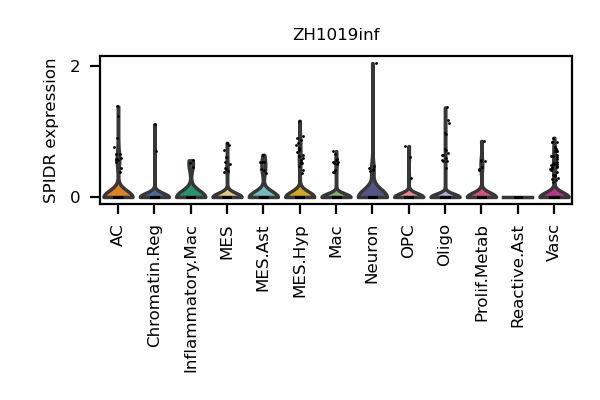 ZH1019inf
SPIDR expression
2
0
AC
Chromatin.Reg
Inflammatory.Mac
MES
MES.Ast
MES.Hyp
Mac
Neuron
OPC
Oligo
Prolif.Metab
Reactive.Ast
Vasc